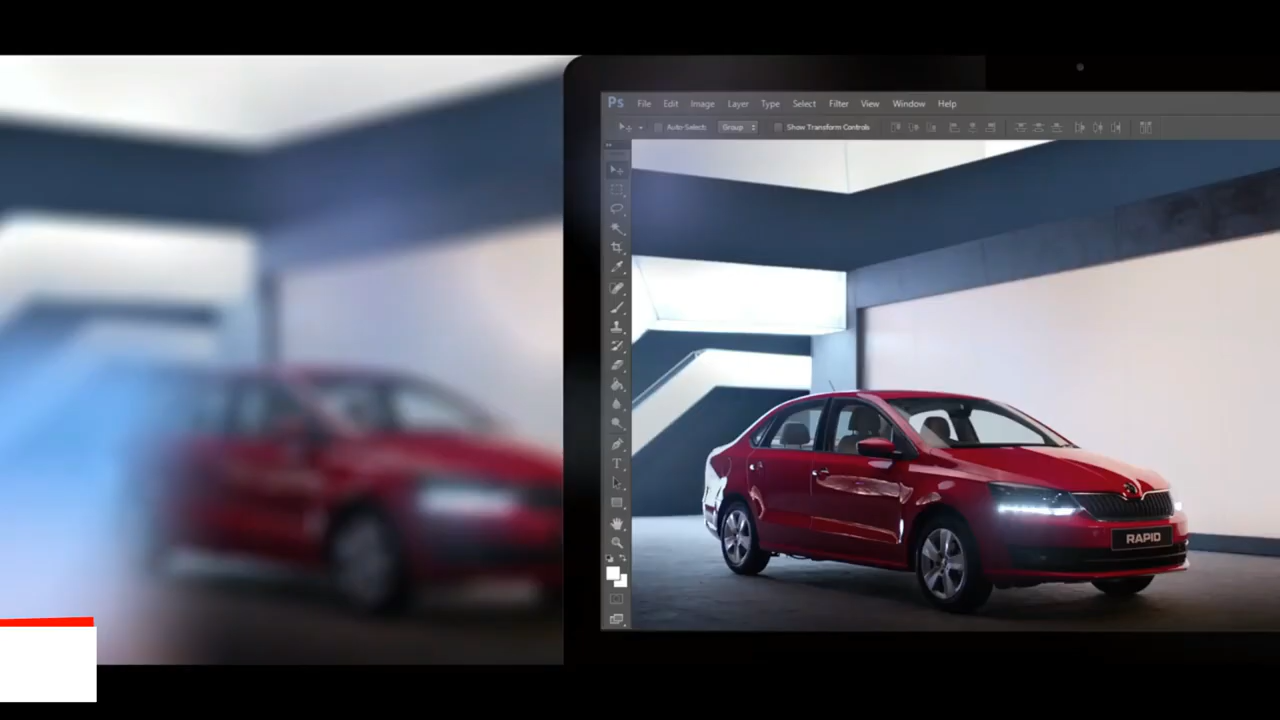 Ps File Edit Image Layer Type Select Filter View Window Help
Auto-Select: Group Show Transform Controls
RAPID